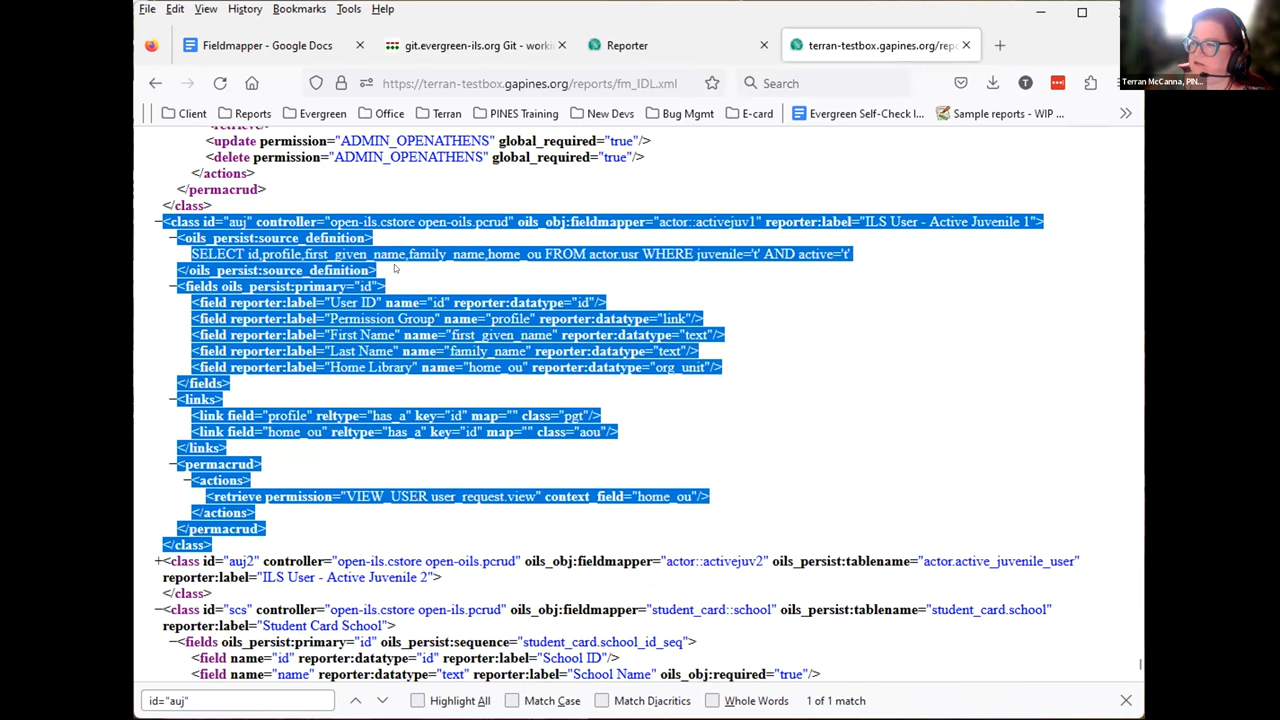 File Edit View History Bookmarks Tools Help
Fieldmapper - Google Docs
git.evergreen-ils.org Git - worki
Reporter
terran-testbox.gapines.org/repo
https://terran-testbox.gapines.org/reports/fm_IDL.xml
Search
T
Client Reports Evergreen Office Terran PINES Training New Devs Bug Mgmt E-card Evergreen Self-Check I... Sample reports - WIP ...
Terran McCanna, PIN...
<update permission="ADMIN_OPENATHENS" global_required="true"/>
<delete permission="ADMIN_OPENATHENS" global_required="true"/>
</actions>
</permacrud>
</class>
−<class id="auj" controller="open-ils.cstore open-oils.pcrud" oils_obj:fieldmapper="actor::activejuv1" reporter:label="ILS User - Active Juvenile 1">
−<oils_persist:source_definition>
SELECT id,profile,first_given_name,family_name,home_ou FROM actor.usr WHERE juvenile='t' AND active='t'
</oils_persist:source_definition>
−<fields oils_persist:primary="id">
<field reporter:label="User ID" name="id" reporter:datatype="id"/>
<field reporter:label="Permission Group" name="profile" reporter:datatype="link"/>
<field reporter:label="First Name" name="first_given_name" reporter:datatype="text"/>
<field reporter:label="Last Name" name="family_name" reporter:datatype="text"/>
<field reporter:label="Home Library" name="home_ou" reporter:datatype="org_unit"/>
</fields>
−<links>
<link field="profile" reltype="has_a" key="id" map="" class="pgt"/>
<link field="home_ou" reltype="has_a" key="id" map="" class="aou"/>
</links>
−<permacrud>
−<actions>
<retrieve permission="VIEW_USER user_request.view" context_field="home_ou"/>
</actions>
</permacrud>
</class>
+<class id="auj2" controller="open-ils.cstore open-ils.pcrud" oils_obj:fieldmapper="actor::activejuv2" oils_persist:tablename="actor.active_juvenile_user"
reporter:label="ILS User - Active Juvenile 2">
</class>
−<class id="scs" controller="open-ils.cstore open-ils.pcrud" oils_obj:fieldmapper="student_card::school" oils_persist:tablename="student_card.school"
reporter:label="Student Card School">
−<fields oils_persist:primary="id" oils_persist:sequence="student_card.school_id_seq">
<field name="id" reporter:datatype="id" reporter:label="School ID"/>
<field name="name" reporter:datatype="text" reporter:label="School Name" oils_obj:required="true"/>
id="auj"
Highlight All Match Case Match Diacritics Whole Words 1 of 1 match